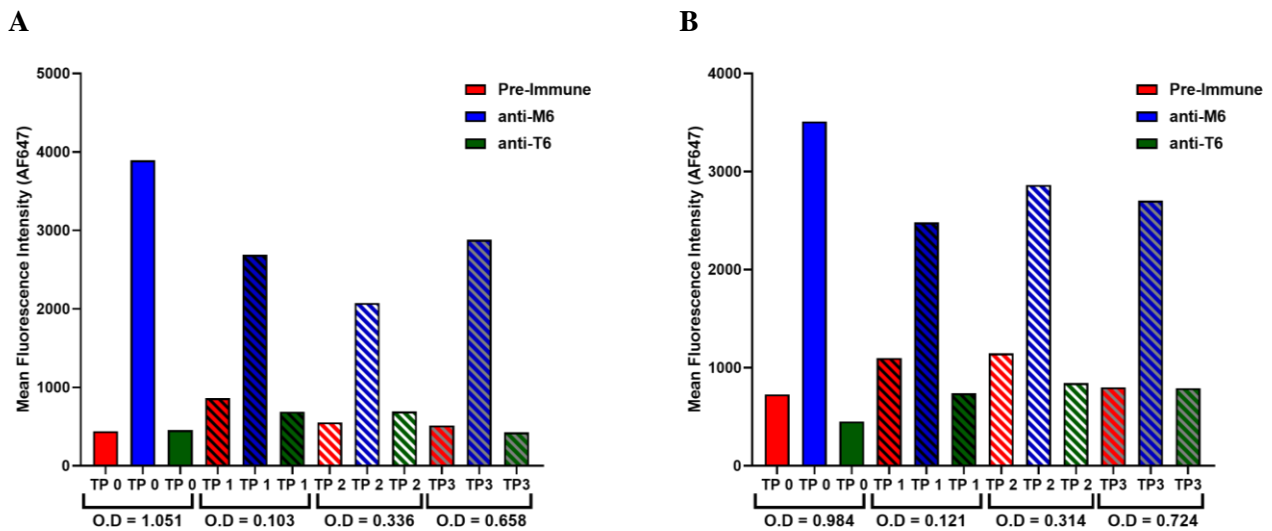 A
Mean Fluorescence Intensity (AF647)
5000
4000
3000
2000
1000
0
Pre-Immune
anti-M6
anti-T6
TP 0 TP 0 TP 0 TP 1 TP 1 TP 1 TP 2 TP 2 TP 2 TP3 TP3 TP3
O.D = 1.051 O.D = 0.103 O.D = 0.336 O.D = 0.658
B
Mean Fluorescence Intensity (AF647)
4000
3000
2000
1000
0
Pre-Immune
anti-M6
anti-T6
TP 0 TP 0 TP 0 TP 1 TP 1 TP 1 TP 2 TP 2 TP 2 TP3 TP3 TP3
O.D = 0.984 O.D = 0.121 O.D = 0.314 O.D = 0.724